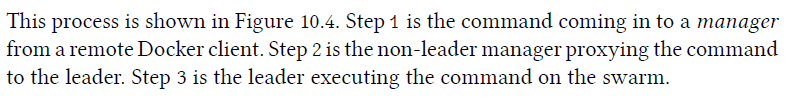 This process is shown in Figure 10.4. Step 1 is the command coming in to a manager
from a remote Docker client. Step 2 is the non-leader manager proxying the command
to the leader. Step 3 is the leader executing the command on the swarm.